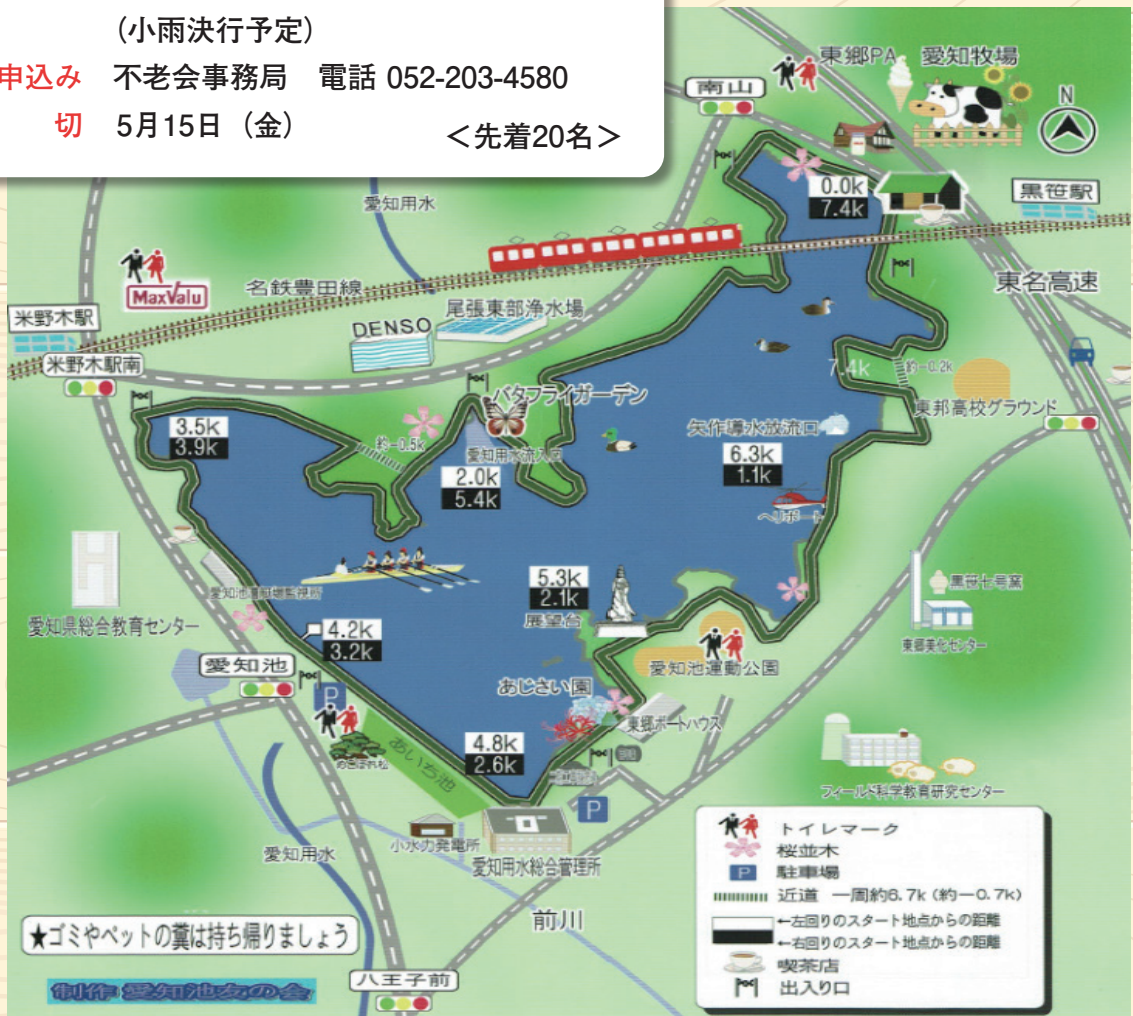 （小雨決行予定）
申込み　不老会事務局　電話 052-203-4580
切　5月15日（金）　＜先着20名＞
東郷PA　愛知牧場
南山
N
0.0k
7.4k
黒笹駅
愛知用水
MaxValu
名鉄豊田線
東名高速
米野木駅
DENSO
尾張東部浄水場
米野木駅南
7.4k
約-0.2k
バタフライガーデン
東邦高校グラウンド
3.5k
3.9k
約-0.5k
愛知用水流入口
矢作導水放流口
2.0k
5.4k
6.3k
1.1k
ヘリポート
5.3k
2.1k
展望台
愛知池漕艇場監視所
黒笹七号窯
愛知県総合教育センター
4.2k
3.2k
東郷美化センター
愛知池
愛知池運動公園
P
あじさい園
東郷ボートハウス
4.8k
2.6k
あいち池
フィールド科学教育研究センター
P
小水力発電所
愛知用水総合管理所
愛知用水
前川
トイレマーク
桜並木
P 駐車場
近道　一周約6.7k（約-0.7k）
←左回りのスタート地点からの距離
←右回りのスタート地点からの距離
喫茶店
出入り口
★ゴミやペットの糞は持ち帰りましょう
八王子前
制作 愛知池友の会